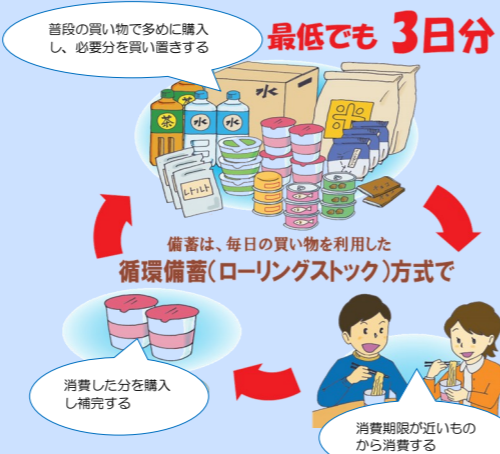 普段の買い物で多めに購入
し、必要分を買い置きする
最低でも 3日分
茶
水
水
水
米
備蓄は、毎日の買い物を利用した
循環備蓄(ローリングストック)方式で
消費した分を購入
し補完する
消費期限が近いもの
から消費する